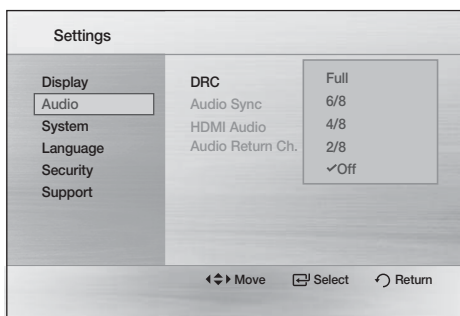 Settings
Display
Audio
System
Language
Security
Support
DRC
Audio Sync
HDMI Audio
Audio Return Ch.
Full
6/8
4/8
2/8
✓Off
Move Select Return